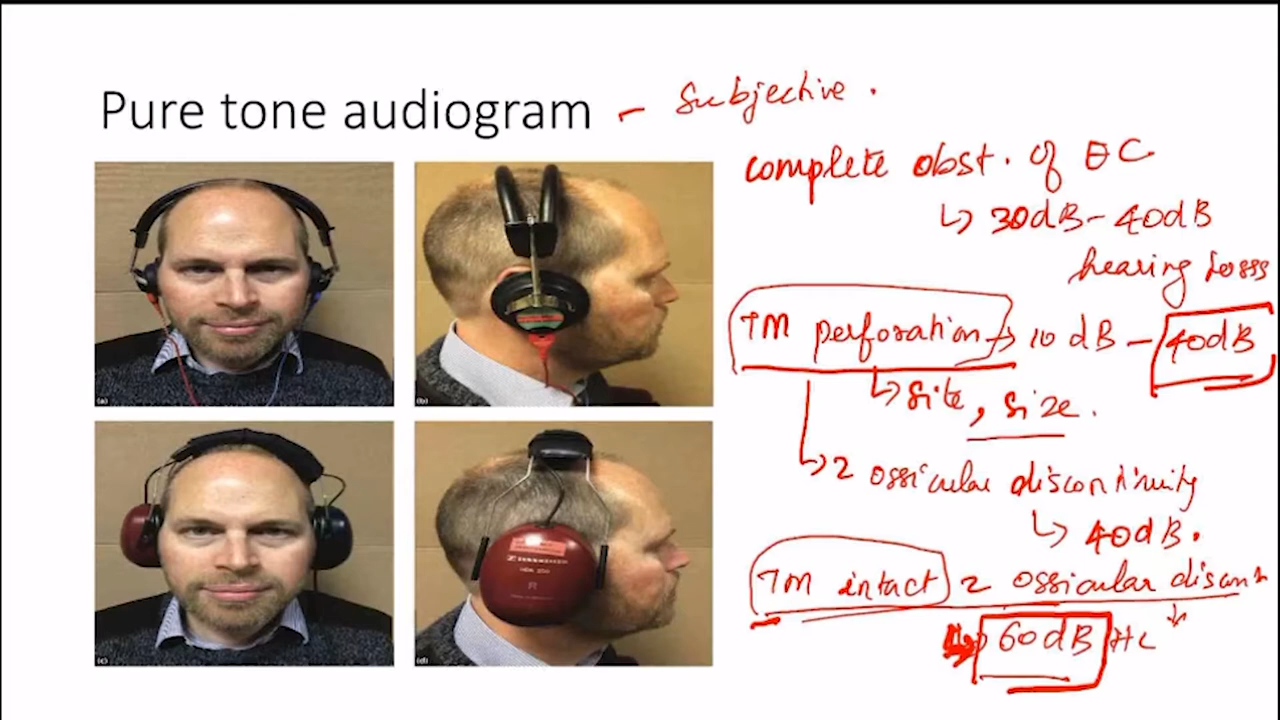 Pure tone audiogram - Subjective.
complete obst. of EC
↳ 30dB - 40dB
hearing loss
TM perforation → 10 dB - 40dB
↳ site, size.
↳ 2 ossicular discontinuity
↳ 40dB.
TM intact 2 ossicular discont
↳ 60dB HL
(a)
(b)
SENNHEISER
(c)
(d)